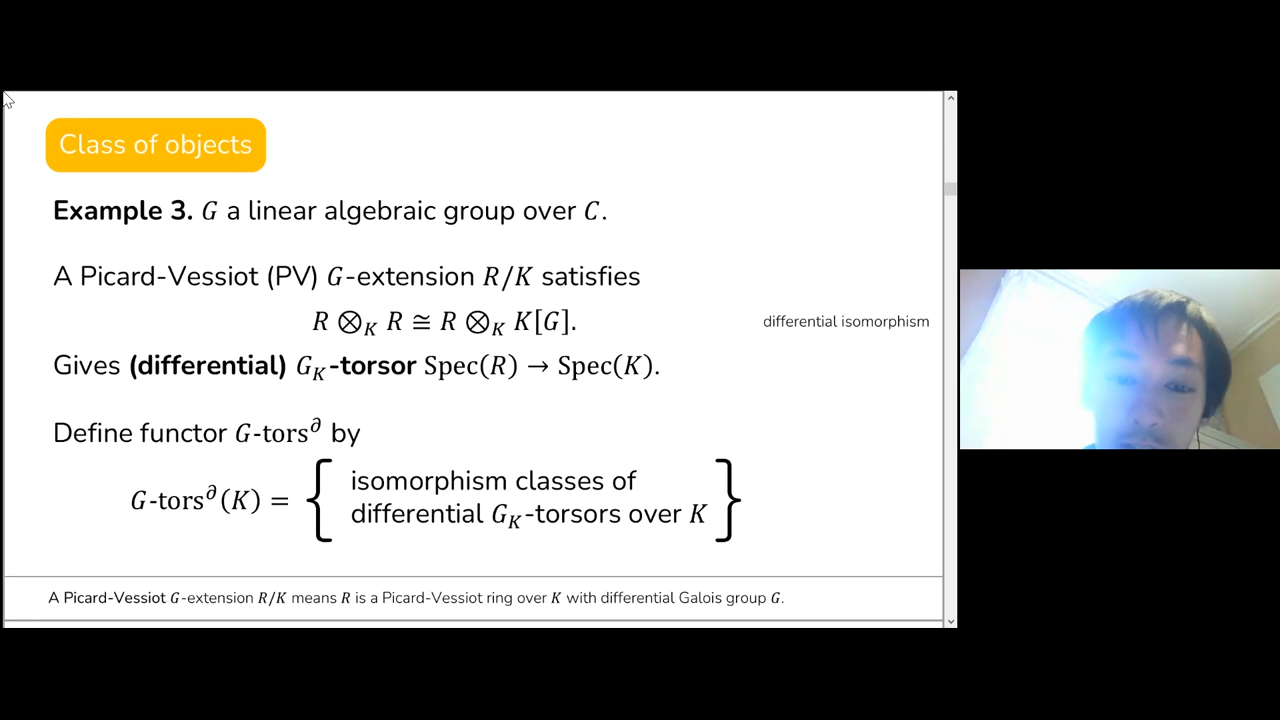 Class of objects
Example 3. G a linear algebraic group over C.
A Picard-Vessiot (PV) G-extension R/K satisfies
R ⊗_K R ≅ R ⊗_K K[G].
differential isomorphism
Gives (differential) G_K-torsor Spec(R) → Spec(K).
Define functor G-tors^∂ by
G-tors^∂(K) = { isomorphism classes of
differential G_K-torsors over K }
A Picard-Vessiot G-extension R/K means R is a Picard-Vessiot ring over K with differential Galois group G.